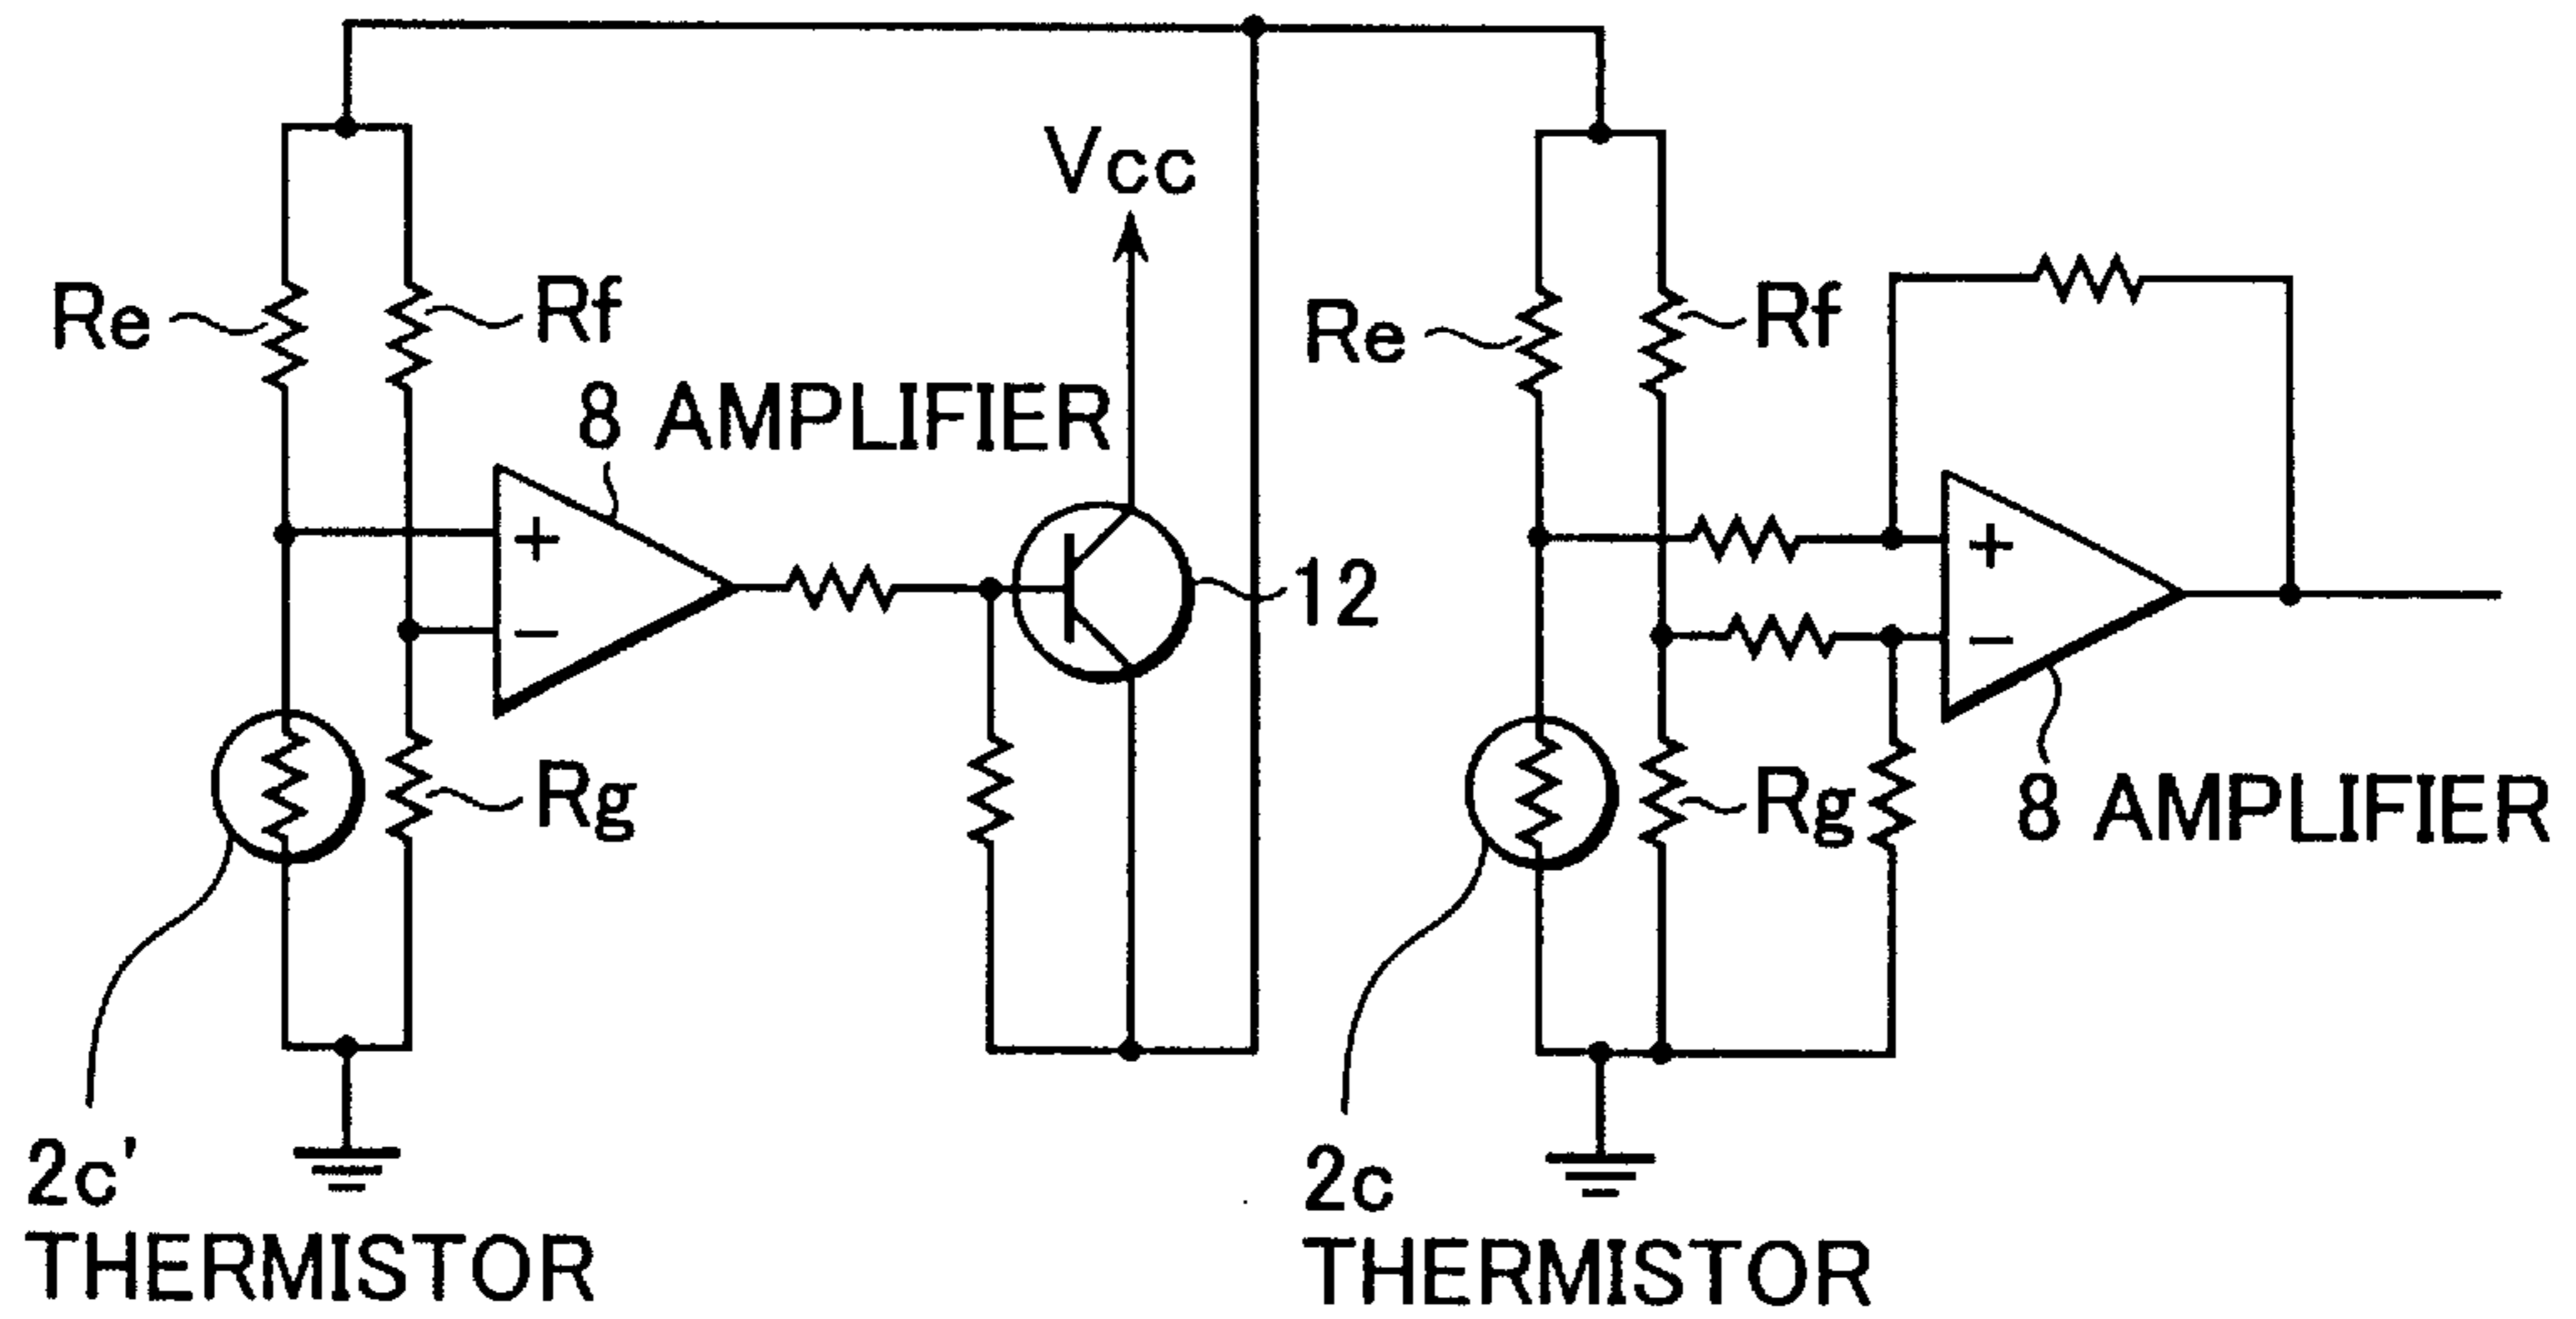 Vcc
Re
Rf
Re
Rf
8 AMPLIFIER
+
−
12
+
−
Rg
Rg
8 AMPLIFIER
2c'
THERMISTOR
2c
THERMISTOR